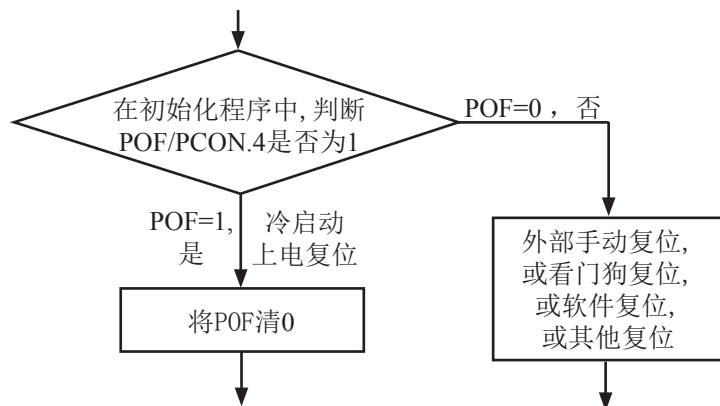 在初始化程序中, 判断
POF/PCON.4是否为1
POF=0 ，否
POF=1,
是
冷启动
上电复位
将POF清0
外部手动复位,
或看门狗复位,
或软件复位,
或其他复位